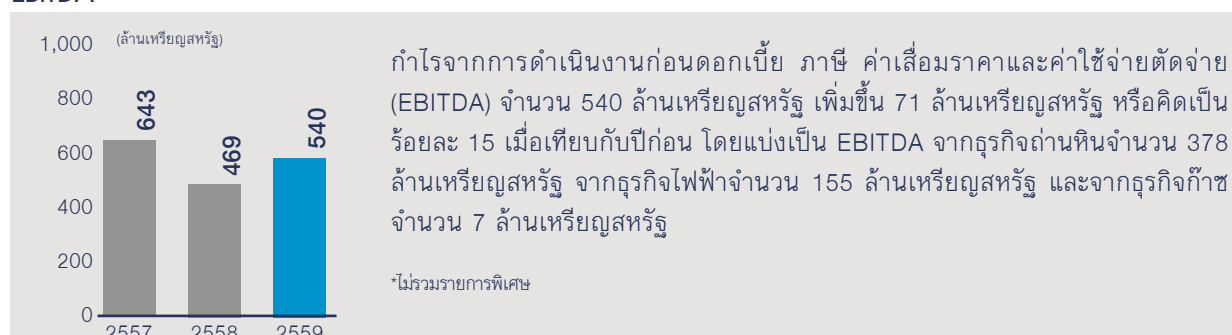 EBITDA
(ล้านเหรียญสหรัฐ)
1,000
800
600
400
200
0
643
469
540
2557 2558 2559
กำไรจากการดำเนินงานก่อนดอกเบี้ย ภาษี ค่าเสื่อมราคาและค่าใช้จ่ายตัดจ่าย
(EBITDA) จำนวน 540 ล้านเหรียญสหรัฐ เพิ่มขึ้น 71 ล้านเหรียญสหรัฐ หรือคิดเป็น
ร้อยละ 15 เมื่อเทียบกับปีก่อน โดยแบ่งเป็น EBITDA จากธุรกิจถ่านหินจำนวน 378
ล้านเหรียญสหรัฐ จากธุรกิจไฟฟ้าจำนวน 155 ล้านเหรียญสหรัฐ และจากธุรกิจก๊าซ
จำนวน 7 ล้านเหรียญสหรัฐ
*ไม่รวมรายการพิเศษ